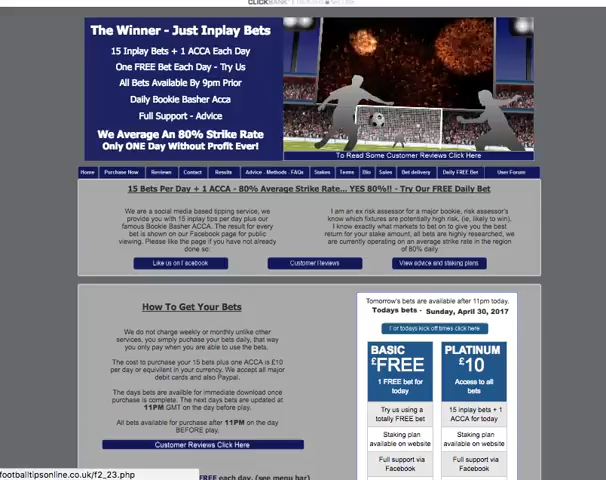 CLICKBANK
The Winner - Just Inplay Bets
15 Inplay Bets + 1 ACCA Each Day
One FREE Bet Each Day - Try Us
All Bets Available By 9pm Prior
Daily Bookie Basher Acca
Full Support - Advice
We Average An 80% Strike Rate
Only ONE Day Without Profit Ever!
To Read Some Customer Reviews Click Here
Home Purchase Now Reviews Contact Results Advice - Methods - FAQs Stakes Terms Bio Sales Bet delivery Daily FREE Bet User Forum
15 Bets Per Day + 1 ACCA - 80% Average Strike Rate... YES 80%!! - Try Our FREE Daily Bet
We are a social media based tipping service, we
provide you with 15 inplay tips per day plus our
famous Bookie Basher ACCA. The result for every
bet is shown on our Facebook page for public
viewing. Please like the page if you have not already
done so:
Like us on Facebook
I am an ex risk assessor for a major bookie, risk assessor's
know which fixtures are potentially high risk, (ie, likely to win),
I know exactly what markets to bet on to give you the best
return for your stake amount, all bets are highly researched, we
are currently operating on an average strike rate in the region
of 80% daily
Customer Reviews
View advice and staking plans
How To Get Your Bets
We do not charge weekly or monthly unlike other
services, you simply puchase your bets daily, that way
you only pay when you are able to use the bets.
The cost to purchase your 15 bets plus one ACCA is £10
per day or equivilent in your currency. We accept all major
debit cards and also Paypal.
The days bets are availble for immediate download once
purchase is complete. The next days bets are updated at
11PM GMT on the day before play.
All bets available for purchase after 11PM on the day
BEFORE play.
Customer Reviews Click Here
FREE each day. (see menu bar)
Tomorrow's bets are available after 11pm today.
Todays bets - Sunday, April 30, 2017
For todays kick off times click here
BASIC
£FREE
1 FREE bet for
today
Try us using a
totally FREE bet
Staking plan
available on website
Full support via
Facebook
PLATINUM
£10
Access to all
bets
15 inplay bets + 1
ACCA for today
Staking plan
available on website
Full support via
Facebook
footballtipsonline.co.uk/f2_23.php